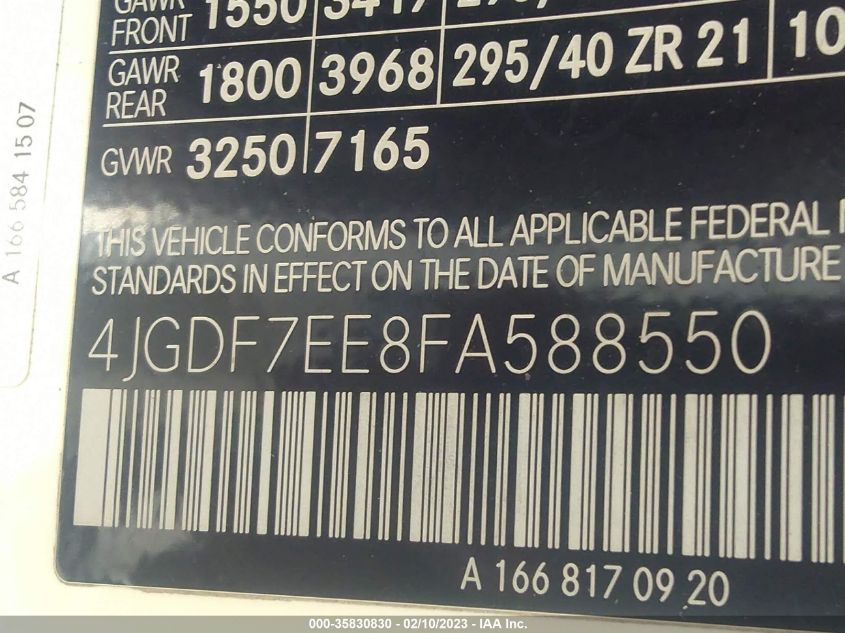 GAWR FRONT 1550 3417
GAWR REAR 1800 3968 295/40 ZR 21 10
GVWR 3250 7165
THIS VEHICLE CONFORMS TO ALL APPLICABLE FEDERAL
STANDARDS IN EFFECT ON THE DATE OF MANUFACTURE
4JGDF7EE8FA588550
A 166 817 09 20
A 166 584 15 07
000-35830830 - 02/10/2023 - IAA Inc.